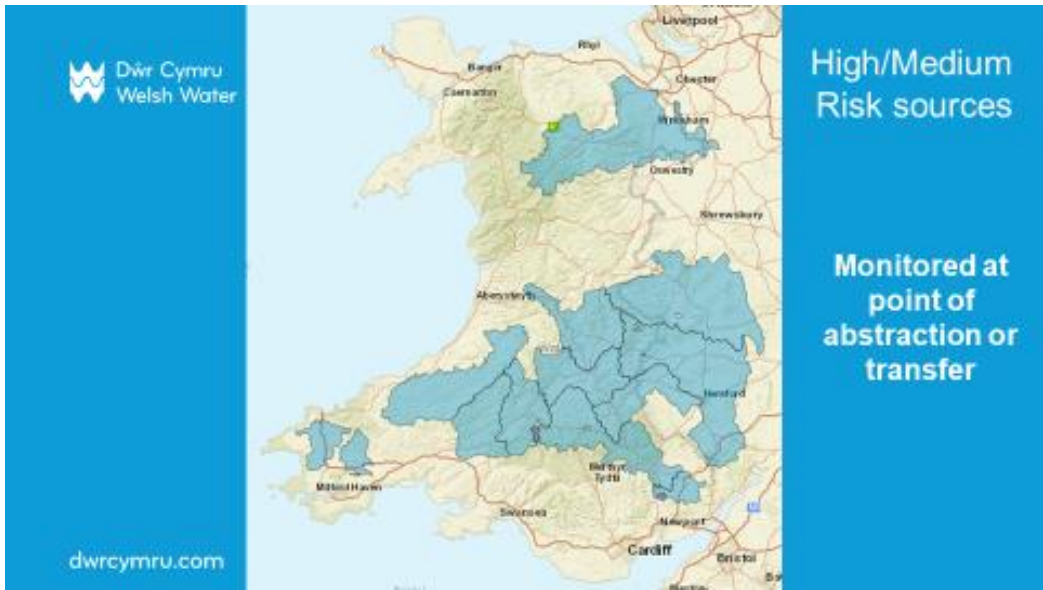 Dŵr Cymru
Welsh Water
dwrcymru.com
Liverpool
Rhyl
Bangor
Chester
Caernarfon
Wrexham
Oswestry
Shrewsbury
Aberystwyth
Hereford
Merthyr
Tydfil
Milford Haven
Swansea
Newport
Cardiff
Bristol
High/Medium
Risk sources
Monitored at
point of
abstraction or
transfer